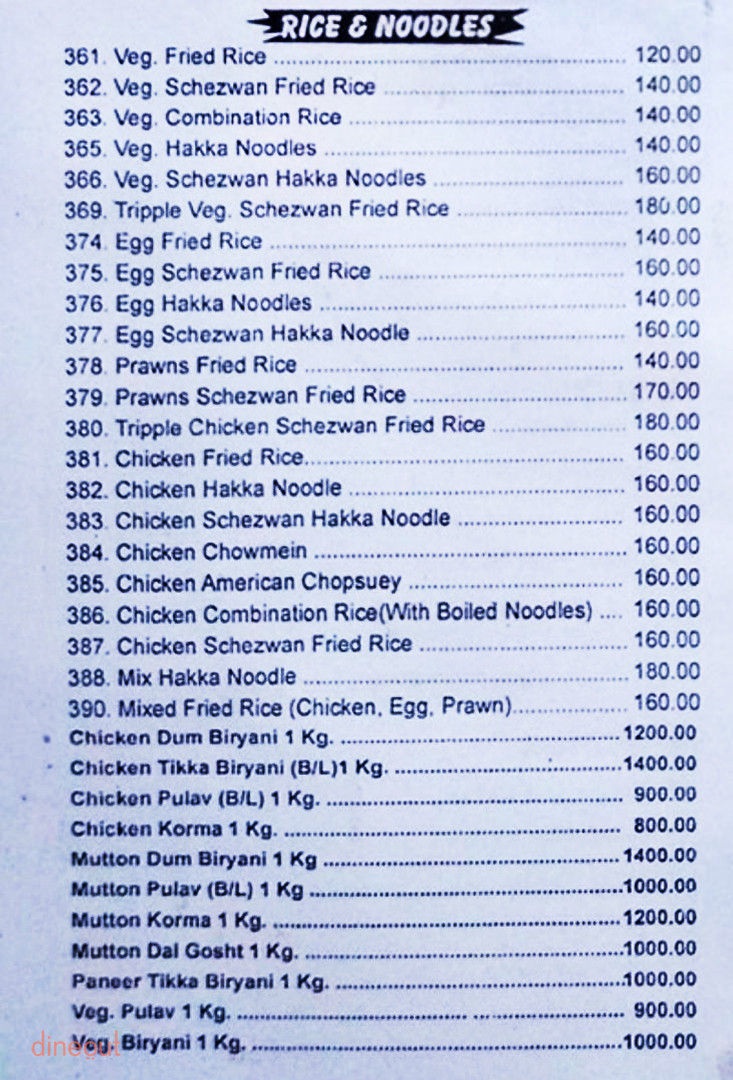 RICE & NOODLES
361. Veg. Fried Rice ........ 120.00
362. Veg. Schezwan Fried Rice ........ 140.00
363. Veg. Combination Rice ........ 140.00
365. Veg. Hakka Noodles ........ 140.00
366. Veg. Schezwan Hakka Noodles ........ 160.00
369. Tripple Veg. Schezwan Fried Rice ........ 180.00
374. Egg Fried Rice ........ 140.00
375. Egg Schezwan Fried Rice ........ 160.00
376. Egg Hakka Noodles ........ 140.00
377. Egg Schezwan Hakka Noodle ........ 160.00
378. Prawns Fried Rice ........ 140.00
379. Prawns Schezwan Fried Rice ........ 170.00
380. Tripple Chicken Schezwan Fried Rice ........ 180.00
381. Chicken Fried Rice........ 160.00
382. Chicken Hakka Noodle ........ 160.00
383. Chicken Schezwan Hakka Noodle ........ 160.00
384. Chicken Chowmein ........ 160.00
385. Chicken American Chopsuey ........ 160.00
386. Chicken Combination Rice(With Boiled Noodles) .... 160.00
387. Chicken Schezwan Fried Rice ........ 160.00
388. Mix Hakka Noodle ........ 180.00
390. Mixed Fried Rice (Chicken, Egg, Prawn)........ 160.00
Chicken Dum Biryani 1 Kg. ........ 1200.00
Chicken Tikka Biryani (B/L)1 Kg. ........ 1400.00
Chicken Pulav (B/L) 1 Kg. ........ 900.00
Chicken Korma 1 Kg. ........ 800.00
Mutton Dum Biryani 1 Kg ........ 1400.00
Mutton Pulav (B/L) 1 Kg ........ 1000.00
Mutton Korma 1 Kg. ........ 1200.00
Mutton Dal Gosht 1 Kg. ........ 1000.00
Paneer Tikka Biryani 1 Kg. ........ 1000.00
Veg. Pulav 1 Kg. ........ 900.00
Veg. Biryani 1 Kg. ........ 1000.00
dineout